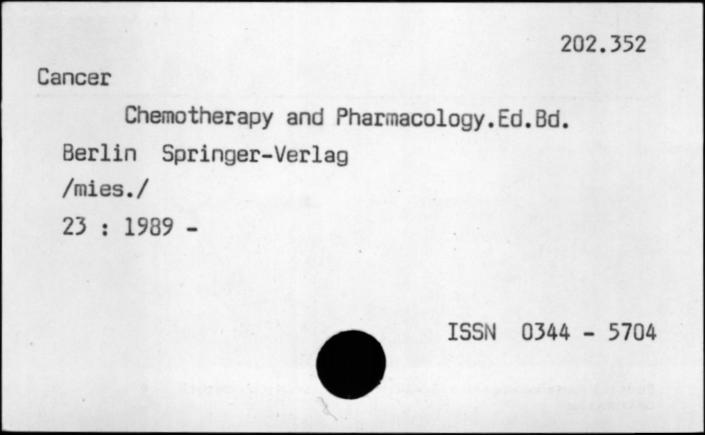 202.352
Cancer
Chemotherapy and Pharmacology.Ed.Bd.
Berlin Springer-Verlag
/mies./
23 : 1989 -
ISSN 0344 - 5704